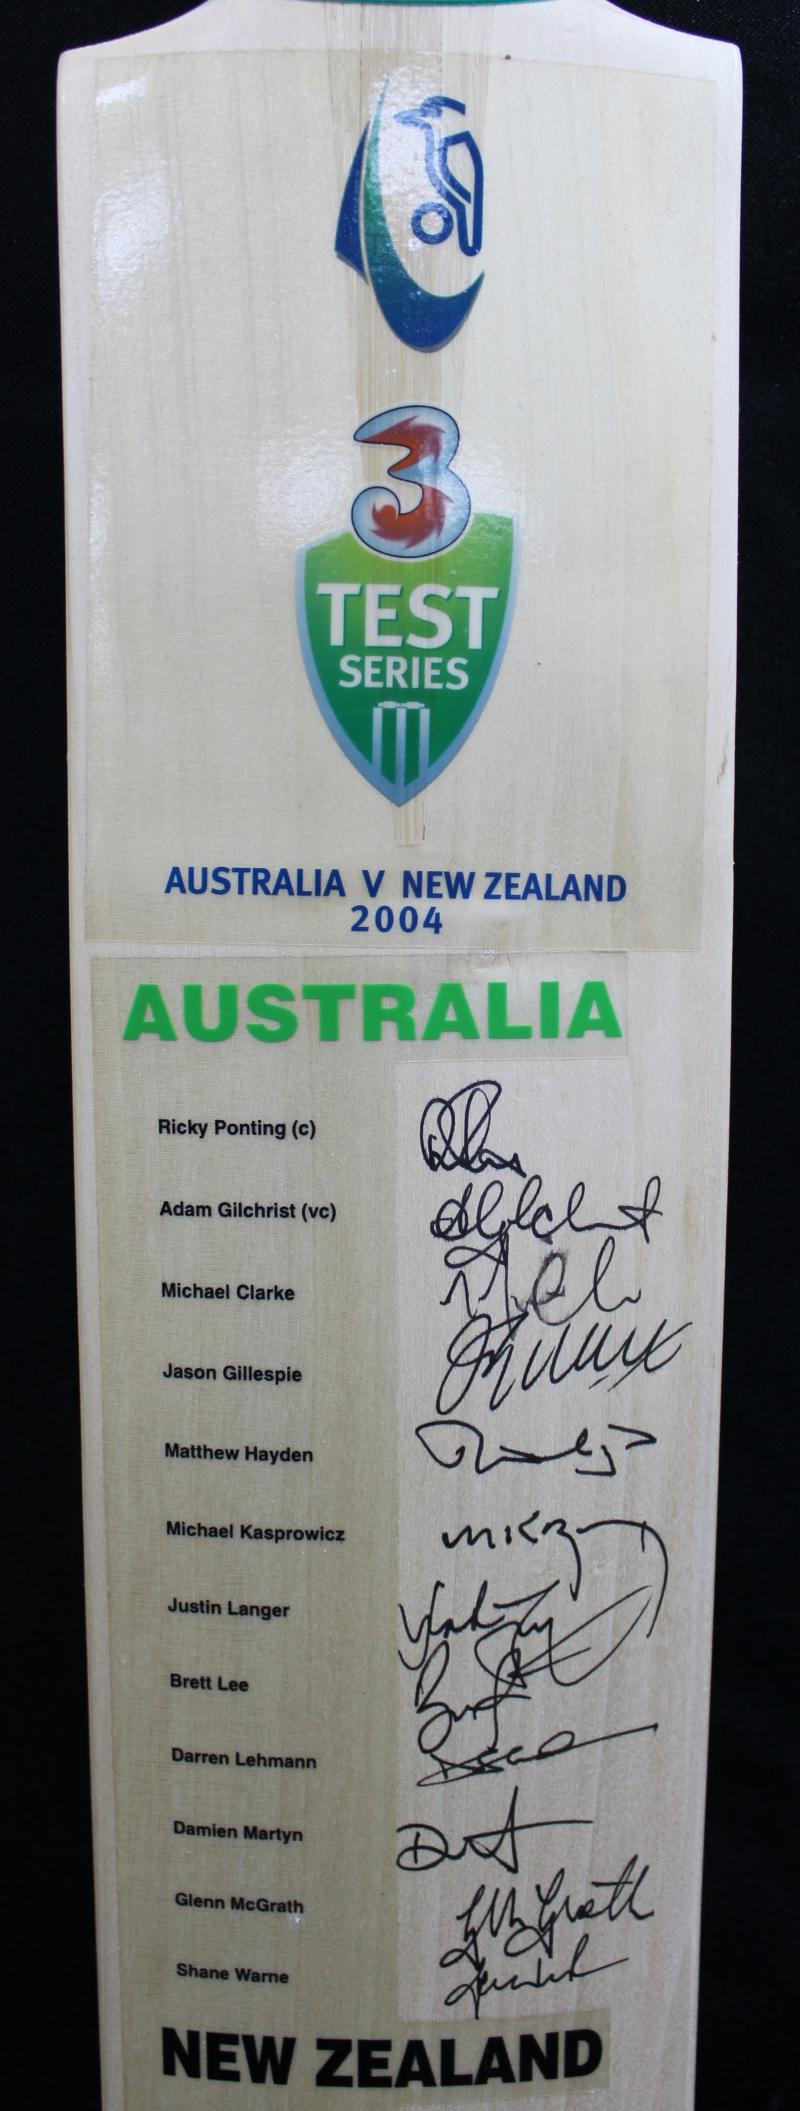 3
TEST
SERIES
AUSTRALIA V NEW ZEALAND
2004
AUSTRALIA
Ricky Ponting (c)
Adam Gilchrist (vc)
Michael Clarke
Jason Gillespie
Matthew Hayden
Michael Kasprowicz
Justin Langer
Brett Lee
Darren Lehmann
Damien Martyn
Glenn McGrath
Shane Warne
NEW ZEALAND